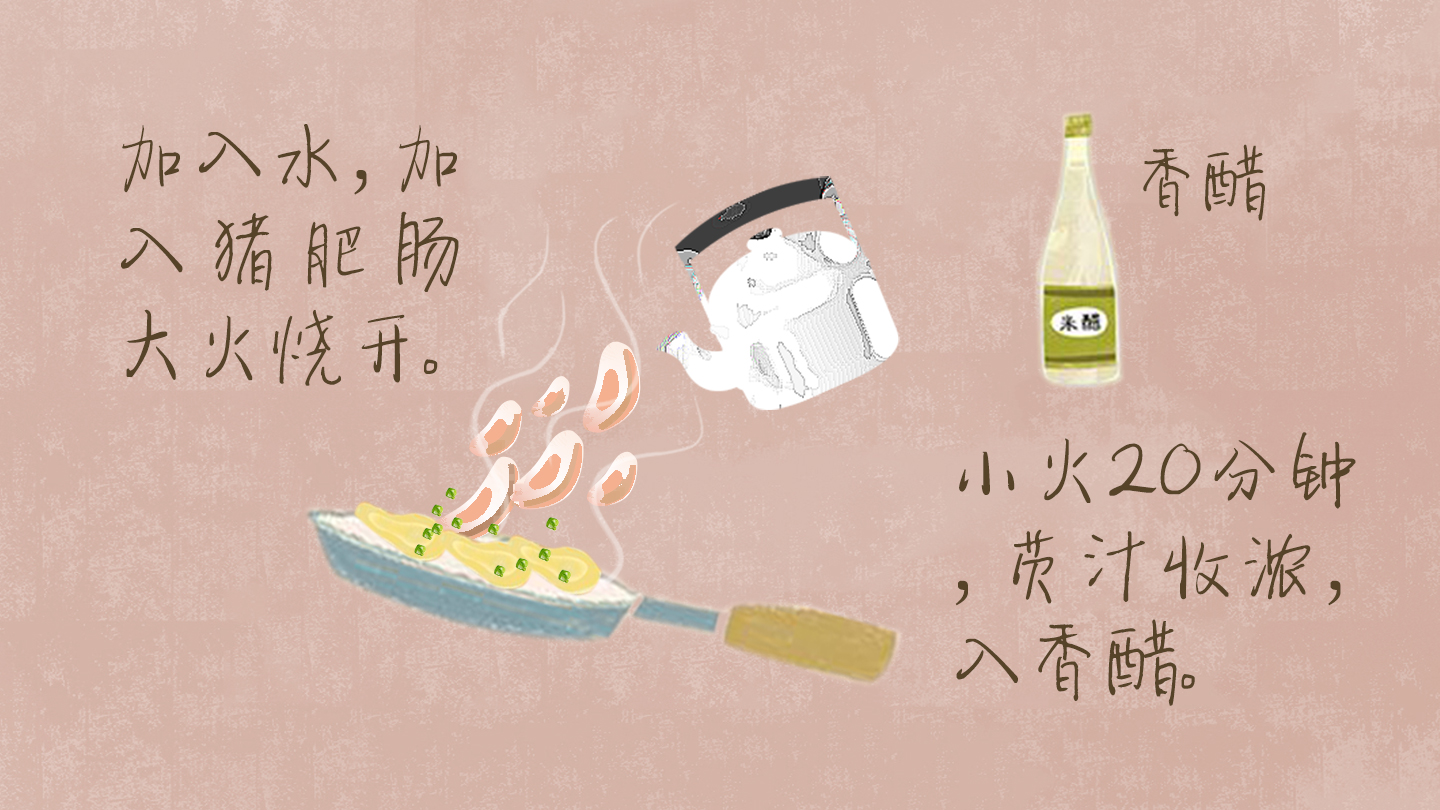 加入水，加
入猪肥肠
大火烧开。
香醋
米醋
小火20分钟
，芡汁收浓，
入香醋。